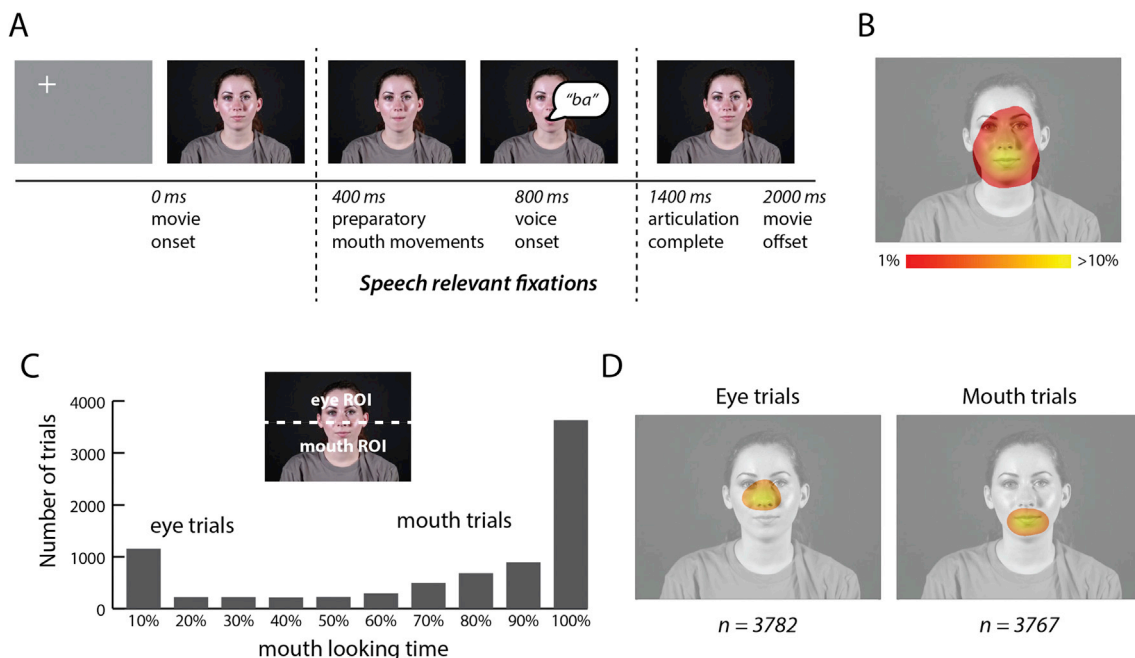 A
"ba"
0 ms
movie
onset
400 ms
preparatory
mouth movements
800 ms
voice
onset
1400 ms
articulation
complete
2000 ms
movie
offset
Speech relevant fixations
B
1%
>10%
C
Number of trials
4000
3000
2000
1000
0
eye ROI
mouth ROI
eye trials
mouth trials
10% 20% 30% 40% 50% 60% 70% 80% 90% 100%
mouth looking time
D
Eye trials
Mouth trials
n = 3782
n = 3767